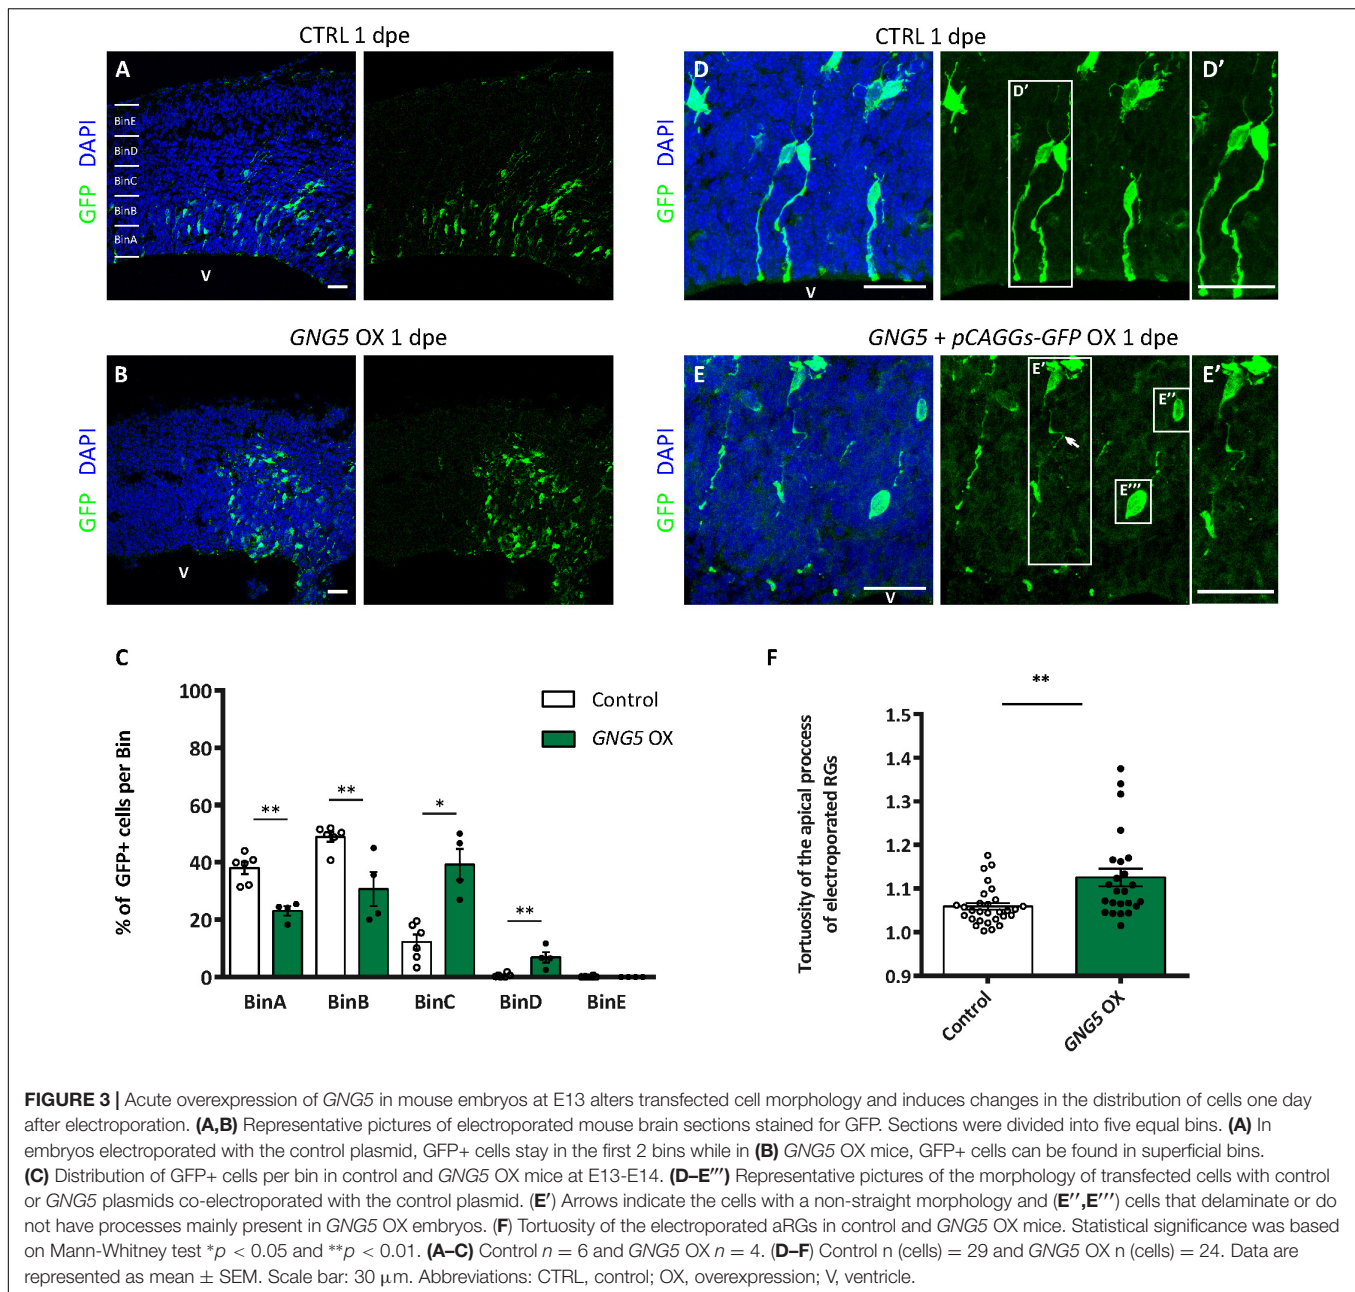 CTRL 1 dpe
CTRL 1 dpe
GFP DAPI
A
BinE
BinD
BinC
BinB
BinA
V
GFP DAPI
D
V
D'
D'
GNG5 OX 1 dpe
GNG5 + pCAGGs-GFP OX 1 dpe
GFP DAPI
B
V
GFP DAPI
E
V
E'
E''
E'''
E'
C
% of GFP+ cells per Bin
100
80
60
40
20
0
Control
GNG5 OX
**
**
*
**
BinA
BinB
BinC
BinD
BinE
F
Tortuosity of the apical proccess
of electroporated RGs
**
1.5
1.4
1.3
1.2
1.1
1.0
0.9
Control
GNG5 OX
FIGURE 3 | Acute overexpression of GNG5 in mouse embryos at E13 alters transfected cell morphology and induces changes in the distribution of cells one day
after electroporation. (A,B) Representative pictures of electroporated mouse brain sections stained for GFP. Sections were divided into five equal bins. (A) In
embryos electroporated with the control plasmid, GFP+ cells stay in the first 2 bins while in (B) GNG5 OX mice, GFP+ cells can be found in superficial bins.
(C) Distribution of GFP+ cells per bin in control and GNG5 OX mice at E13-E14. (D–E''') Representative pictures of the morphology of transfected cells with control
or GNG5 plasmids co-electroporated with the control plasmid. (E') Arrows indicate the cells with a non-straight morphology and (E'',E''') cells that delaminate or do
not have processes mainly present in GNG5 OX embryos. (F) Tortuosity of the electroporated aRGs in control and GNG5 OX mice. Statistical significance was based
on Mann-Whitney test *p < 0.05 and **p < 0.01. (A–C) Control n = 6 and GNG5 OX n = 4. (D–F) Control n (cells) = 29 and GNG5 OX n (cells) = 24. Data are
represented as mean ± SEM. Scale bar: 30 μm. Abbreviations: CTRL, control; OX, overexpression; V, ventricle.